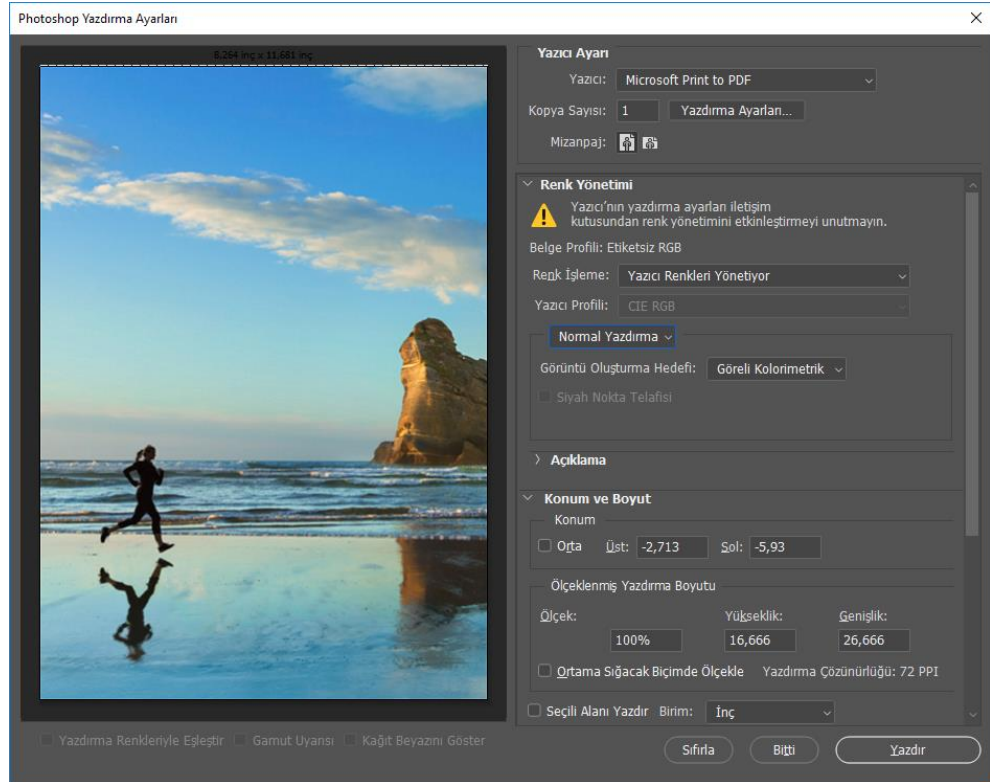 Photoshop Yazdırma Ayarları
8,264 inç x 11,681 inç
Yazıcı Ayarı
Yazıcı: Microsoft Print to PDF
Kopya Sayısı: 1 Yazdırma Ayarları...
Mizanpaj:
Renk Yönetimi
Yazıcı'nın yazdırma ayarları iletişim
kutusundan renk yönetimini etkinleştirmeyi unutmayın.
Belge Profili: Etiketsiz RGB
Renk İşleme: Yazıcı Renkleri Yönetiyor
Yazıcı Profili: CIE RGB
Normal Yazdırma
Görüntü Oluşturma Hedefi: Göreli Kolorimetrik
Siyah Nokta Telafisi
Açıklama
Konum ve Boyut
Konum
Orta Üst: -2,713 Sol: -5,93
Ölçeklenmiş Yazdırma Boyutu
Ölçek: Yükseklik: Genişlik:
100% 16,666 26,666
Ortama Sığacak Biçimde Ölçekle Yazdırma Çözünürlüğü: 72 PPI
Seçili Alanı Yazdır Birim: İnç
Yazdırma Renkleriyle Eşleştir Gamut Uyarısı Kağıt Beyazını Göster
Sıfırla Bitti Yazdır